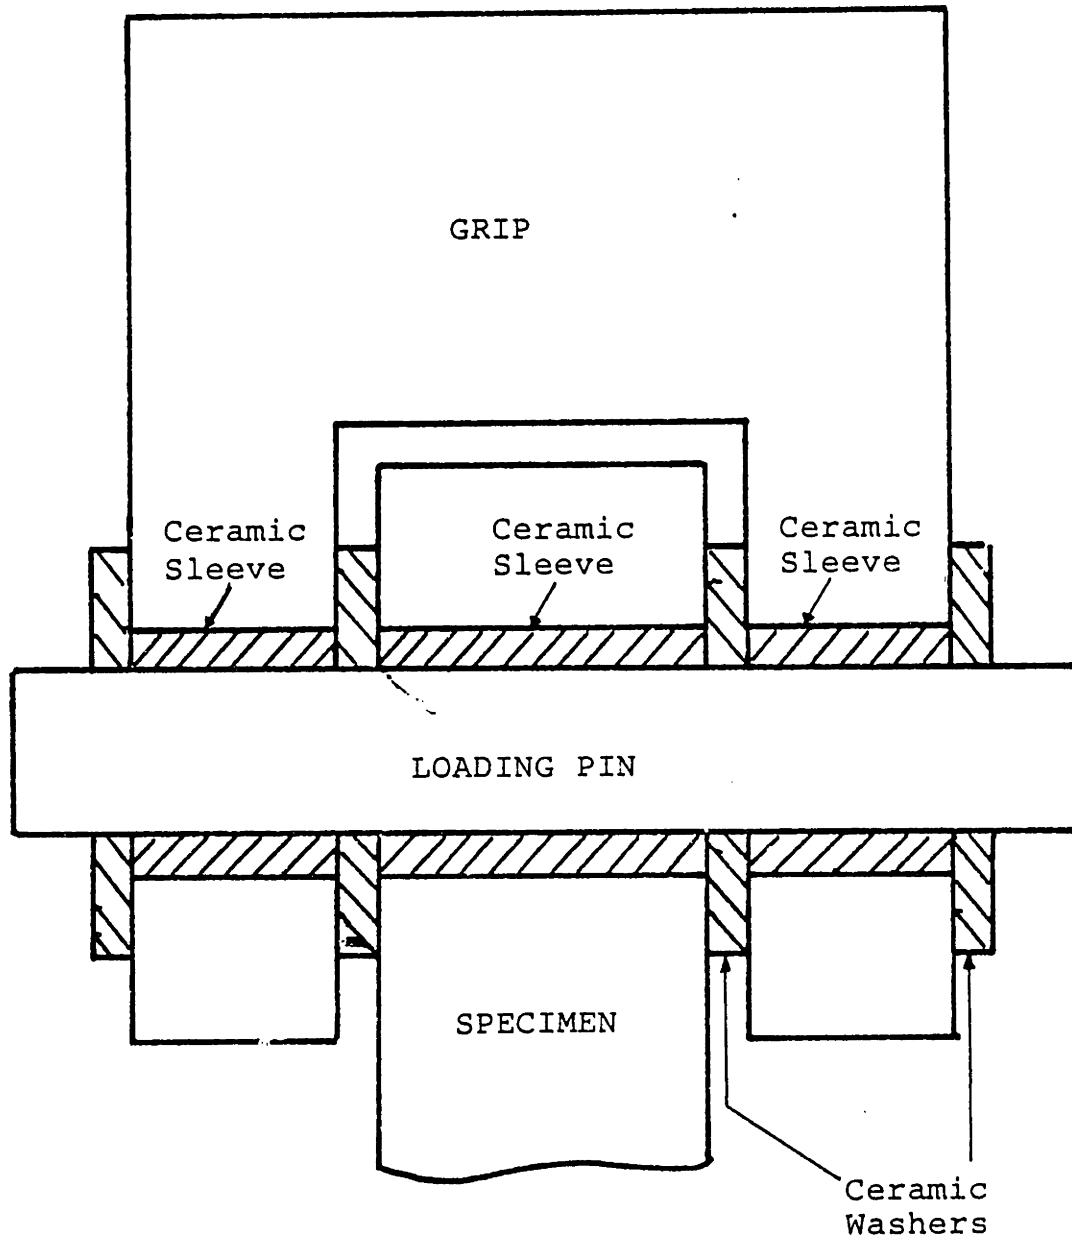 GRIP
Ceramic
Sleeve
Ceramic
Sleeve
Ceramic
Sleeve
LOADING PIN
SPECIMEN
Ceramic
Washers